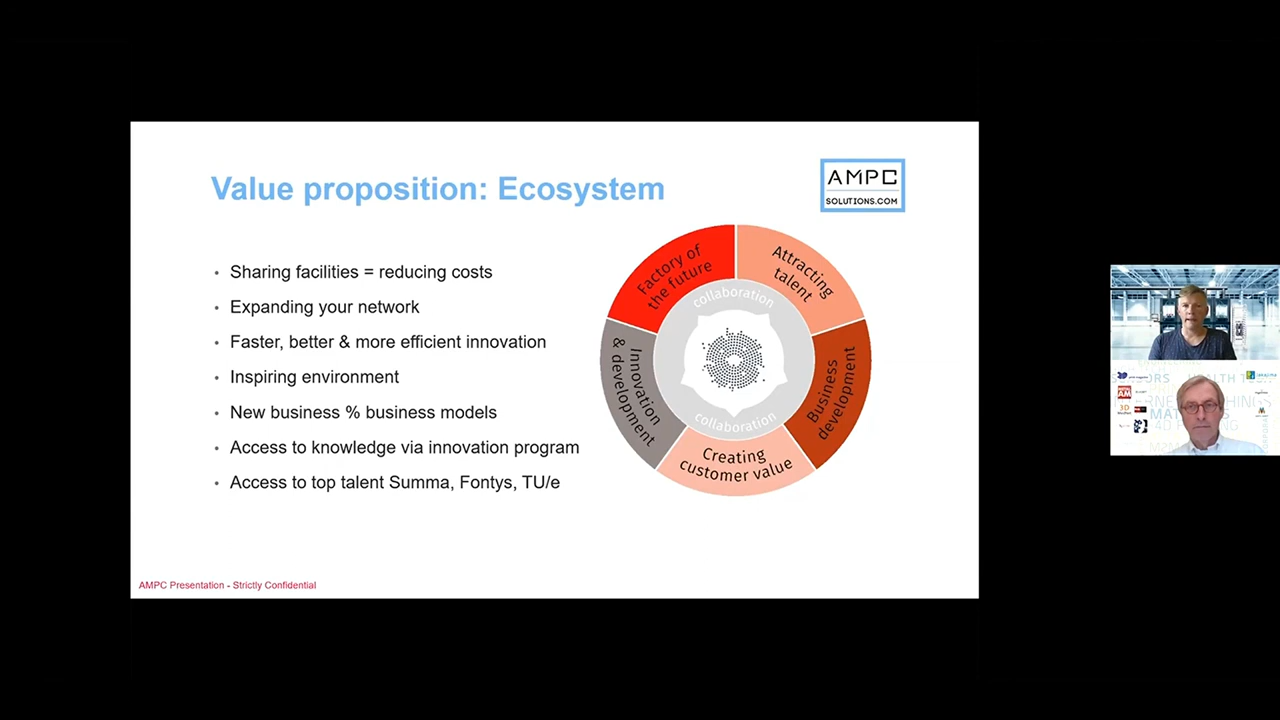 Value proposition: Ecosystem
AMPC
SOLUTIONS.COM
• Sharing facilities = reducing costs
• Expanding your network
• Faster, better & more efficient innovation
• Inspiring environment
• New business % business models
• Access to knowledge via innovation program
• Access to top talent Summa, Fontys, TU/e
Factory of
the future
Attracting
talent
Business
development
Creating
customer value
Innovation
& development
collaboration
collaboration
AMPC Presentation - Strictly Confidential
AM
3D